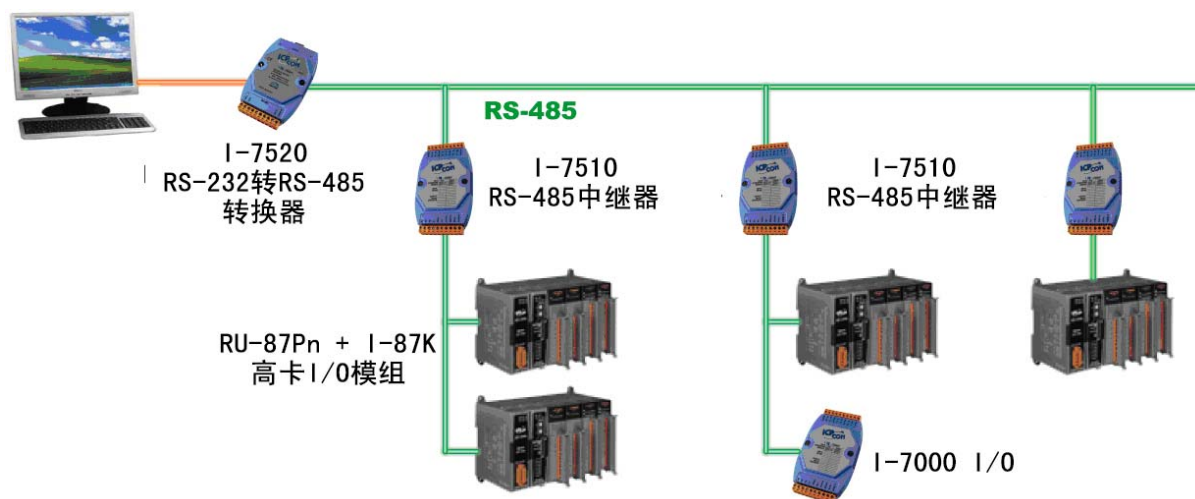 RS-485
I-7520
RS-232转RS-485
转换器
I-7510
RS-485中继器
I-7510
RS-485中继器
RU-87Pn + I-87K
高卡I/O模组
I-7000 I/O